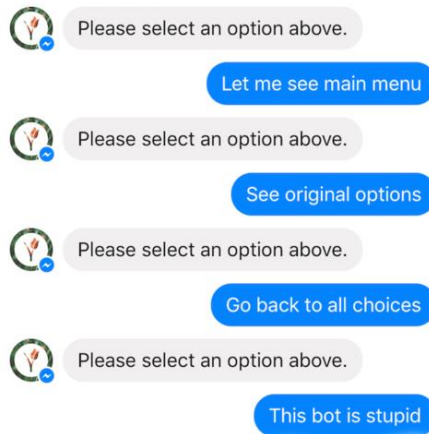 Please select an option above.
Let me see main menu
Please select an option above.
See original options
Please select an option above.
Go back to all choices
Please select an option above.
This bot is stupid